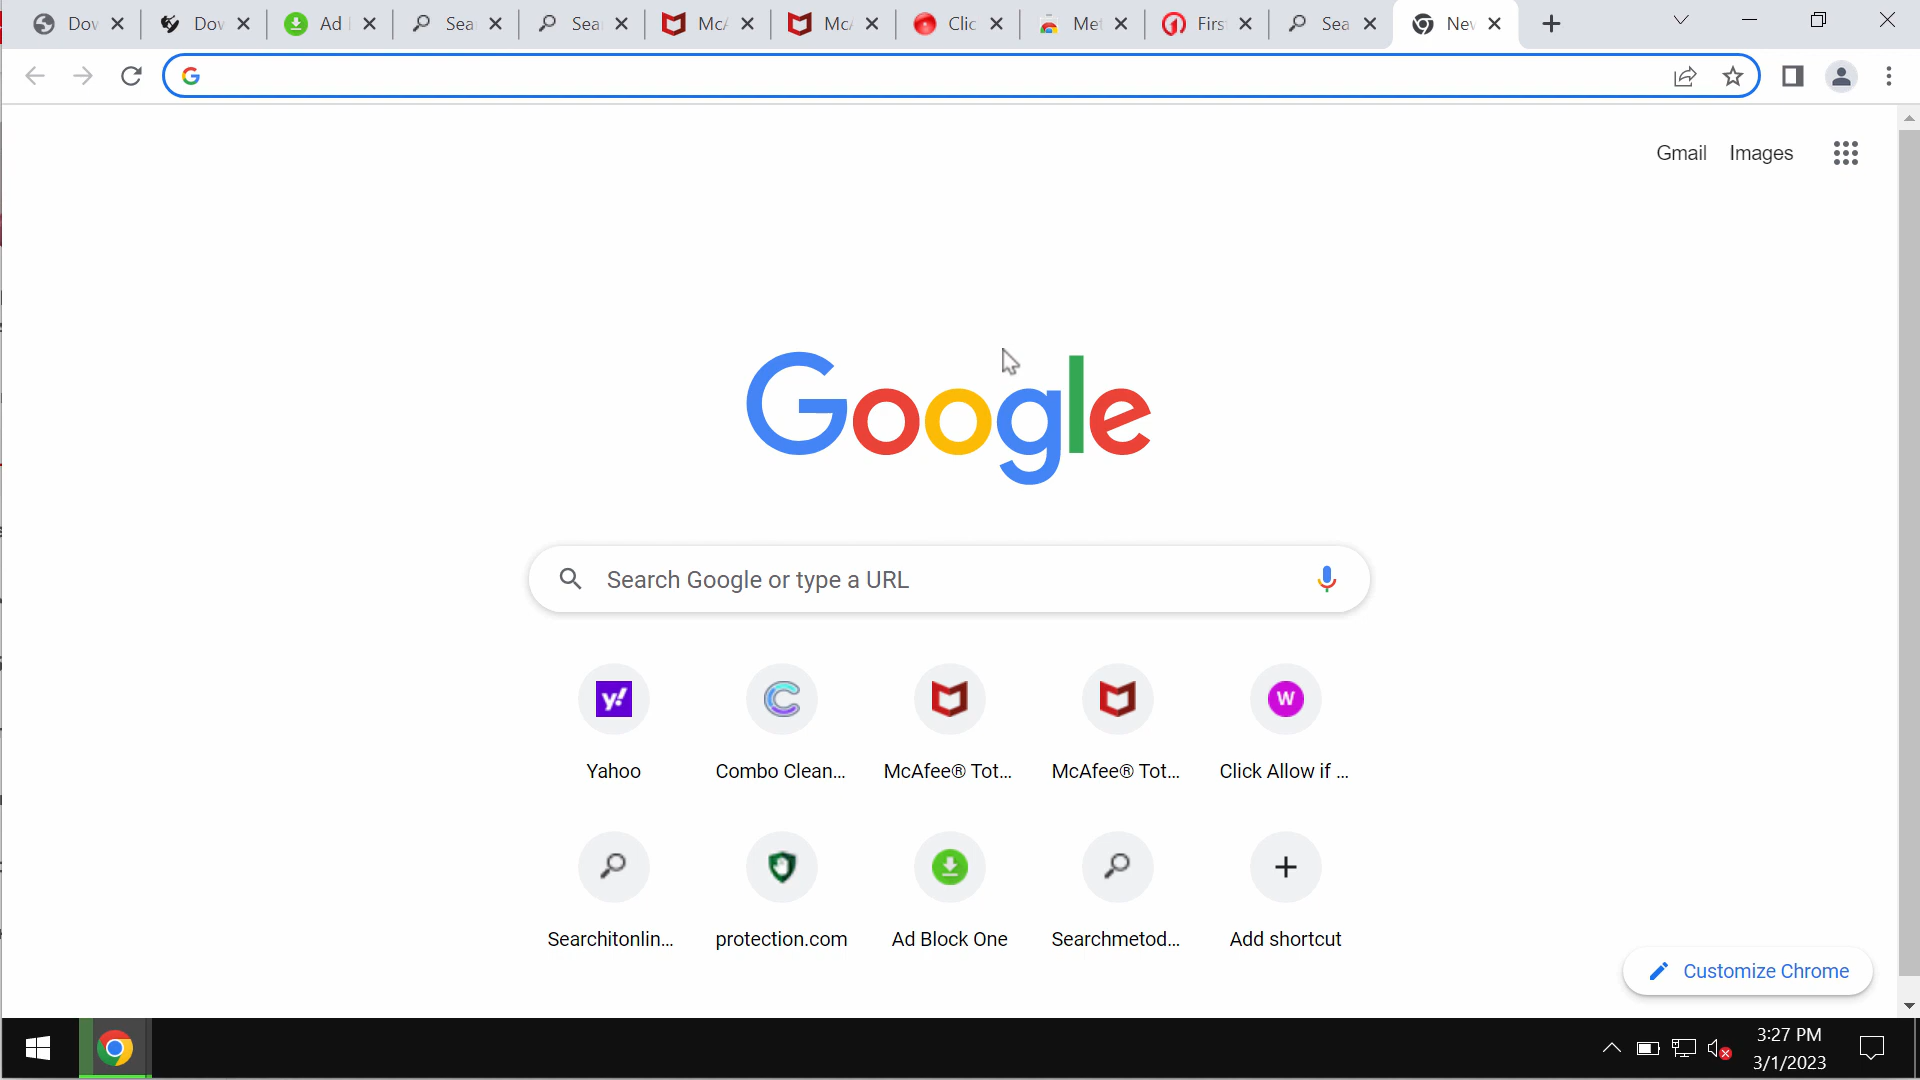 Dov
Dov
Ad
Sea
Sea
McA
Mc
Clic
Met
Firs
Sea
Nev
Gmail Images
Google
Search Google or type a URL
Yahoo
Combo Clean...
McAfee® Tot...
McAfee® Tot...
W
Click Allow if ...
Searchitonlin...
protection.com
Ad Block One
Searchmetod...
Add shortcut
Customize Chrome
3:27 PM
3/1/2023